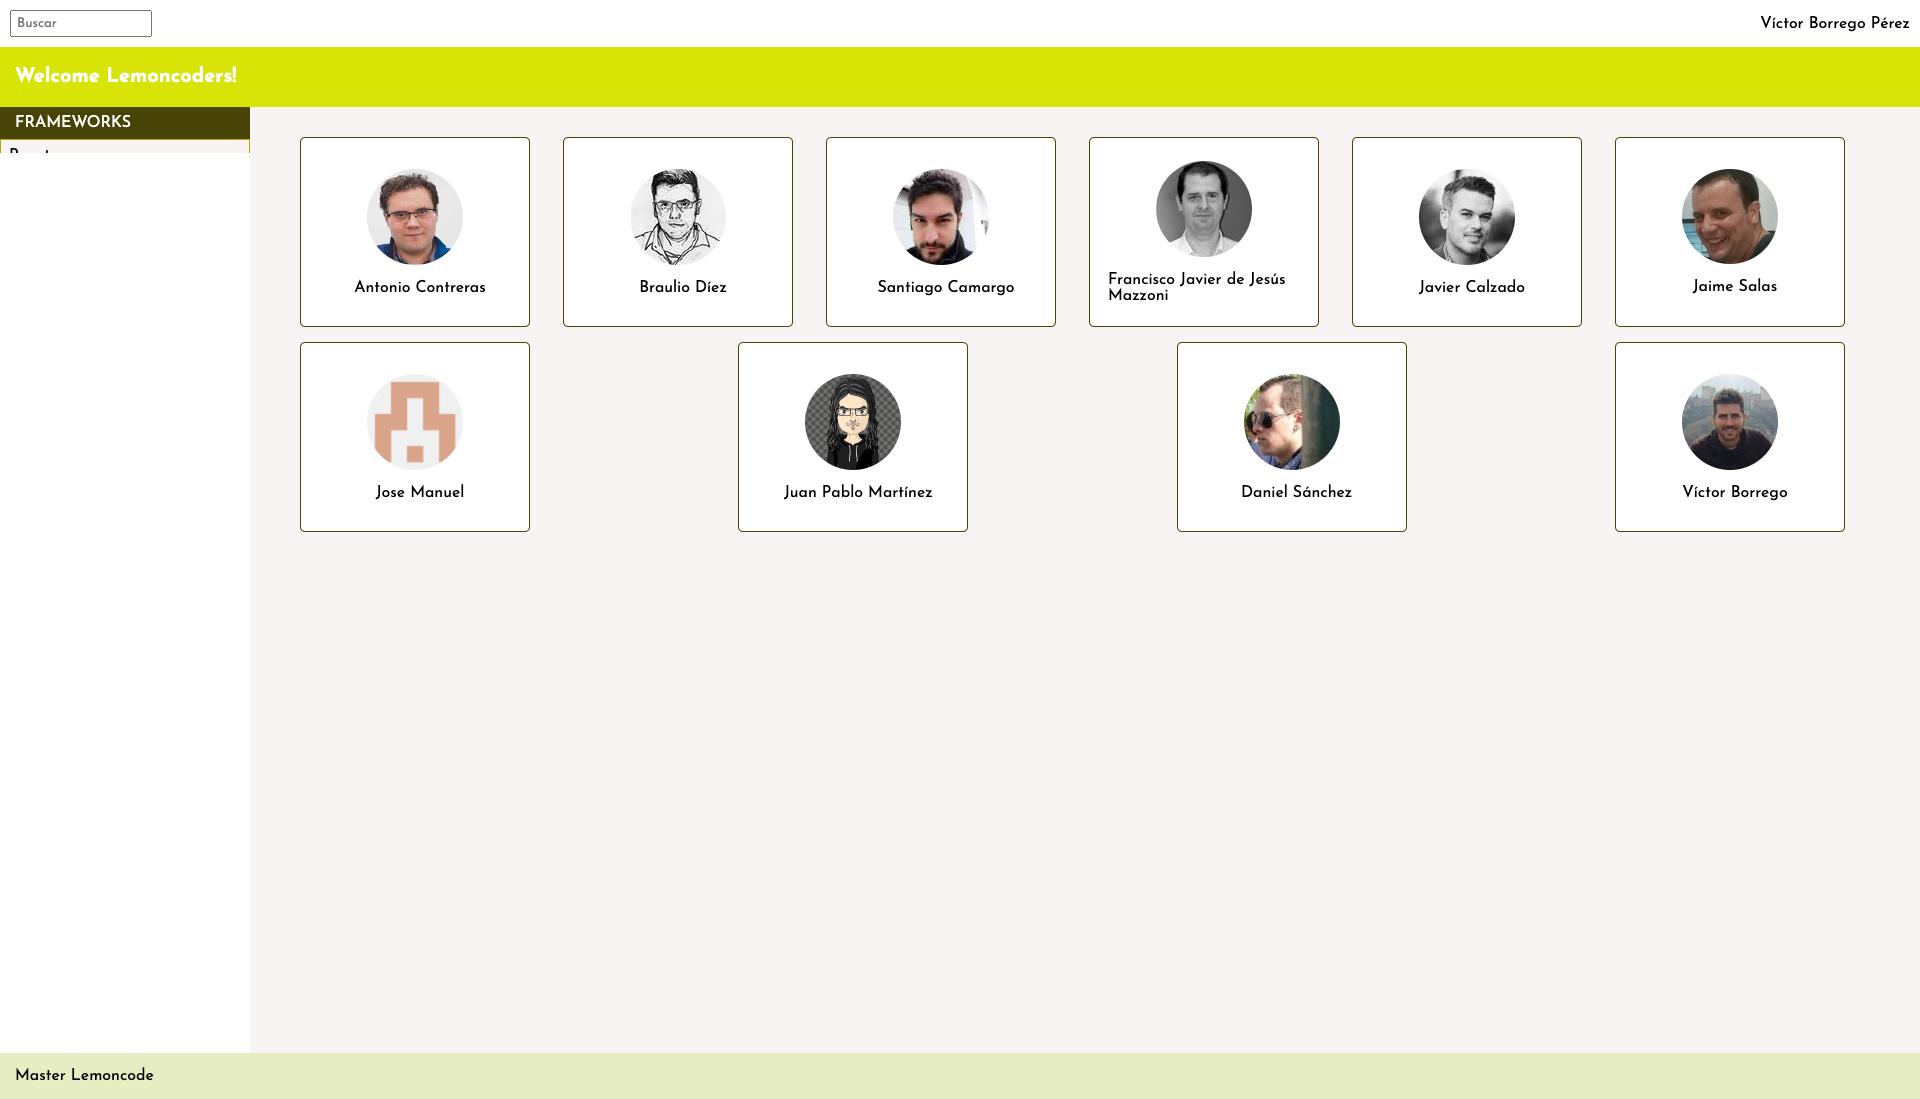 Buscar
Víctor Borrego Pérez
Welcome Lemoncoders!
FRAMEWORKS
Antonio Contreras
Braulio Díez
Santiago Camargo
Francisco Javier de Jesús
Mazzoni
Javier Calzado
Jaime Salas
Jose Manuel
Juan Pablo Martínez
Daniel Sánchez
Víctor Borrego
Master Lemoncode